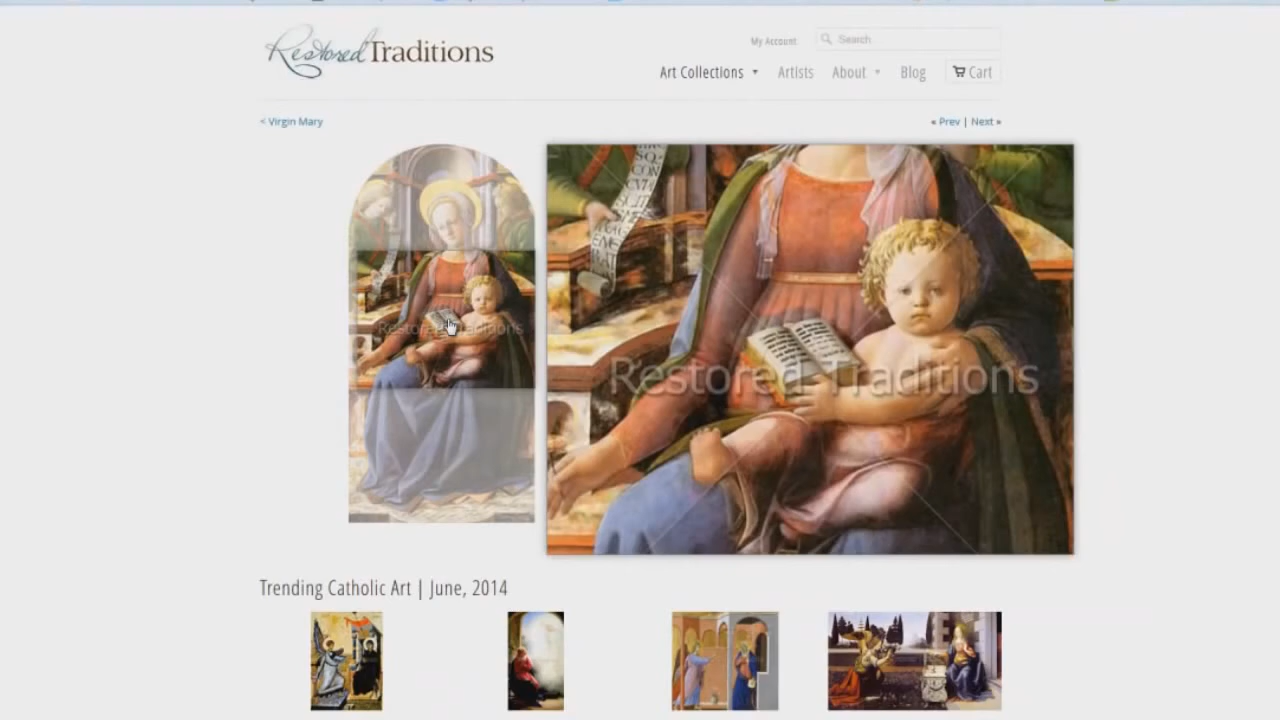 Restored Traditions
My Account
Search
Art Collections
Artists
About
Blog
Cart
< Virgin Mary
« Prev | Next »
Restored Traditions
Restored Traditions
Trending Catholic Art | June, 2014